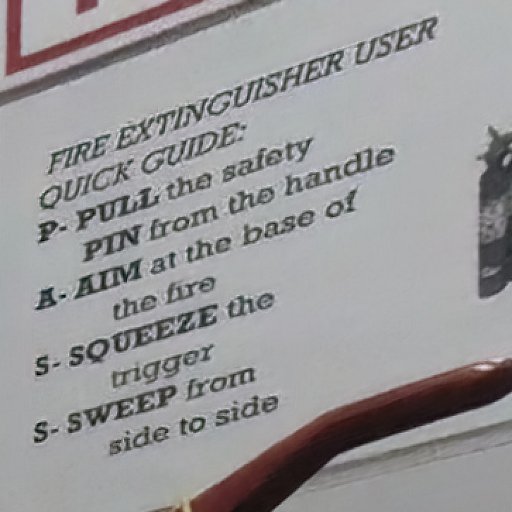 FIRE EXTINGUISHER USER
QUICK GUIDE:
P- PULL the safety
PIN from the handle
A- AIM at the base of
the fire
S- SQUEEZE the
trigger
S- SWEEP from
side to side